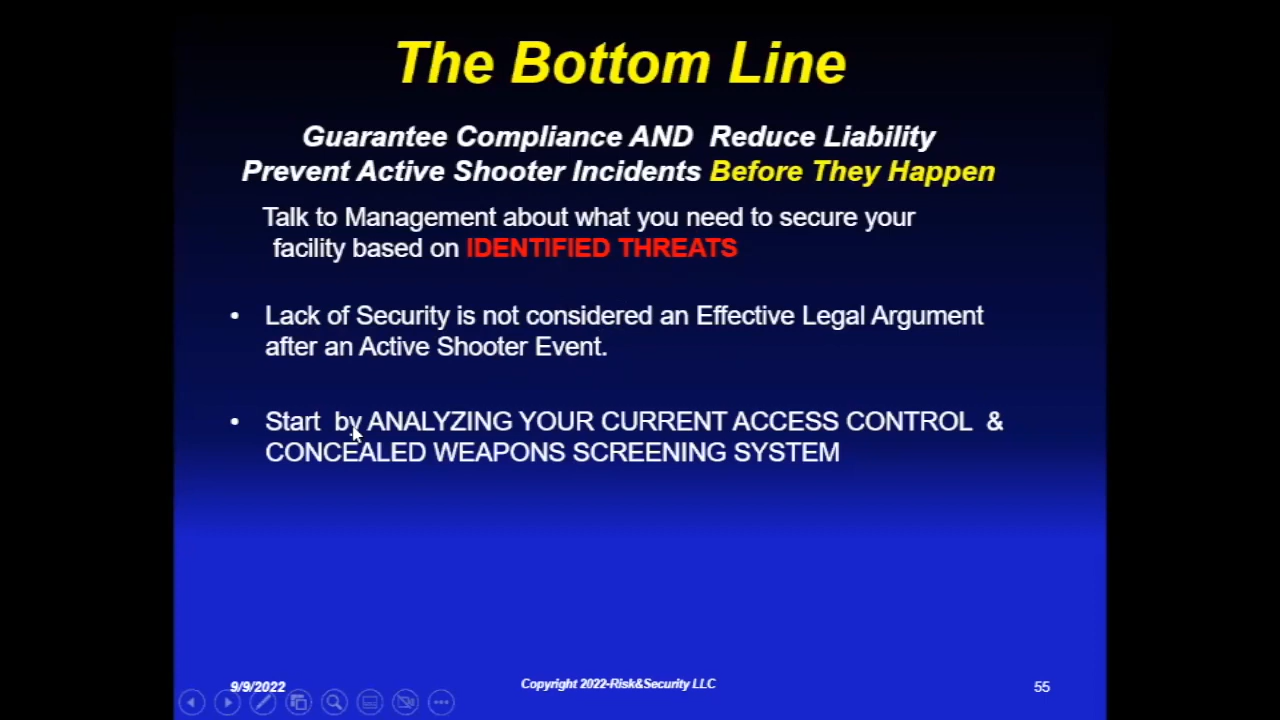 The Bottom Line
Guarantee Compliance AND Reduce Liability
Prevent Active Shooter Incidents Before They Happen
Talk to Management about what you need to secure your
facility based on IDENTIFIED THREATS
• Lack of Security is not considered an Effective Legal Argument
after an Active Shooter Event.
• Start by ANALYZING YOUR CURRENT ACCESS CONTROL &
CONCEALED WEAPONS SCREENING SYSTEM
9/9/2022
Copyright 2022-Risk&Security LLC
55